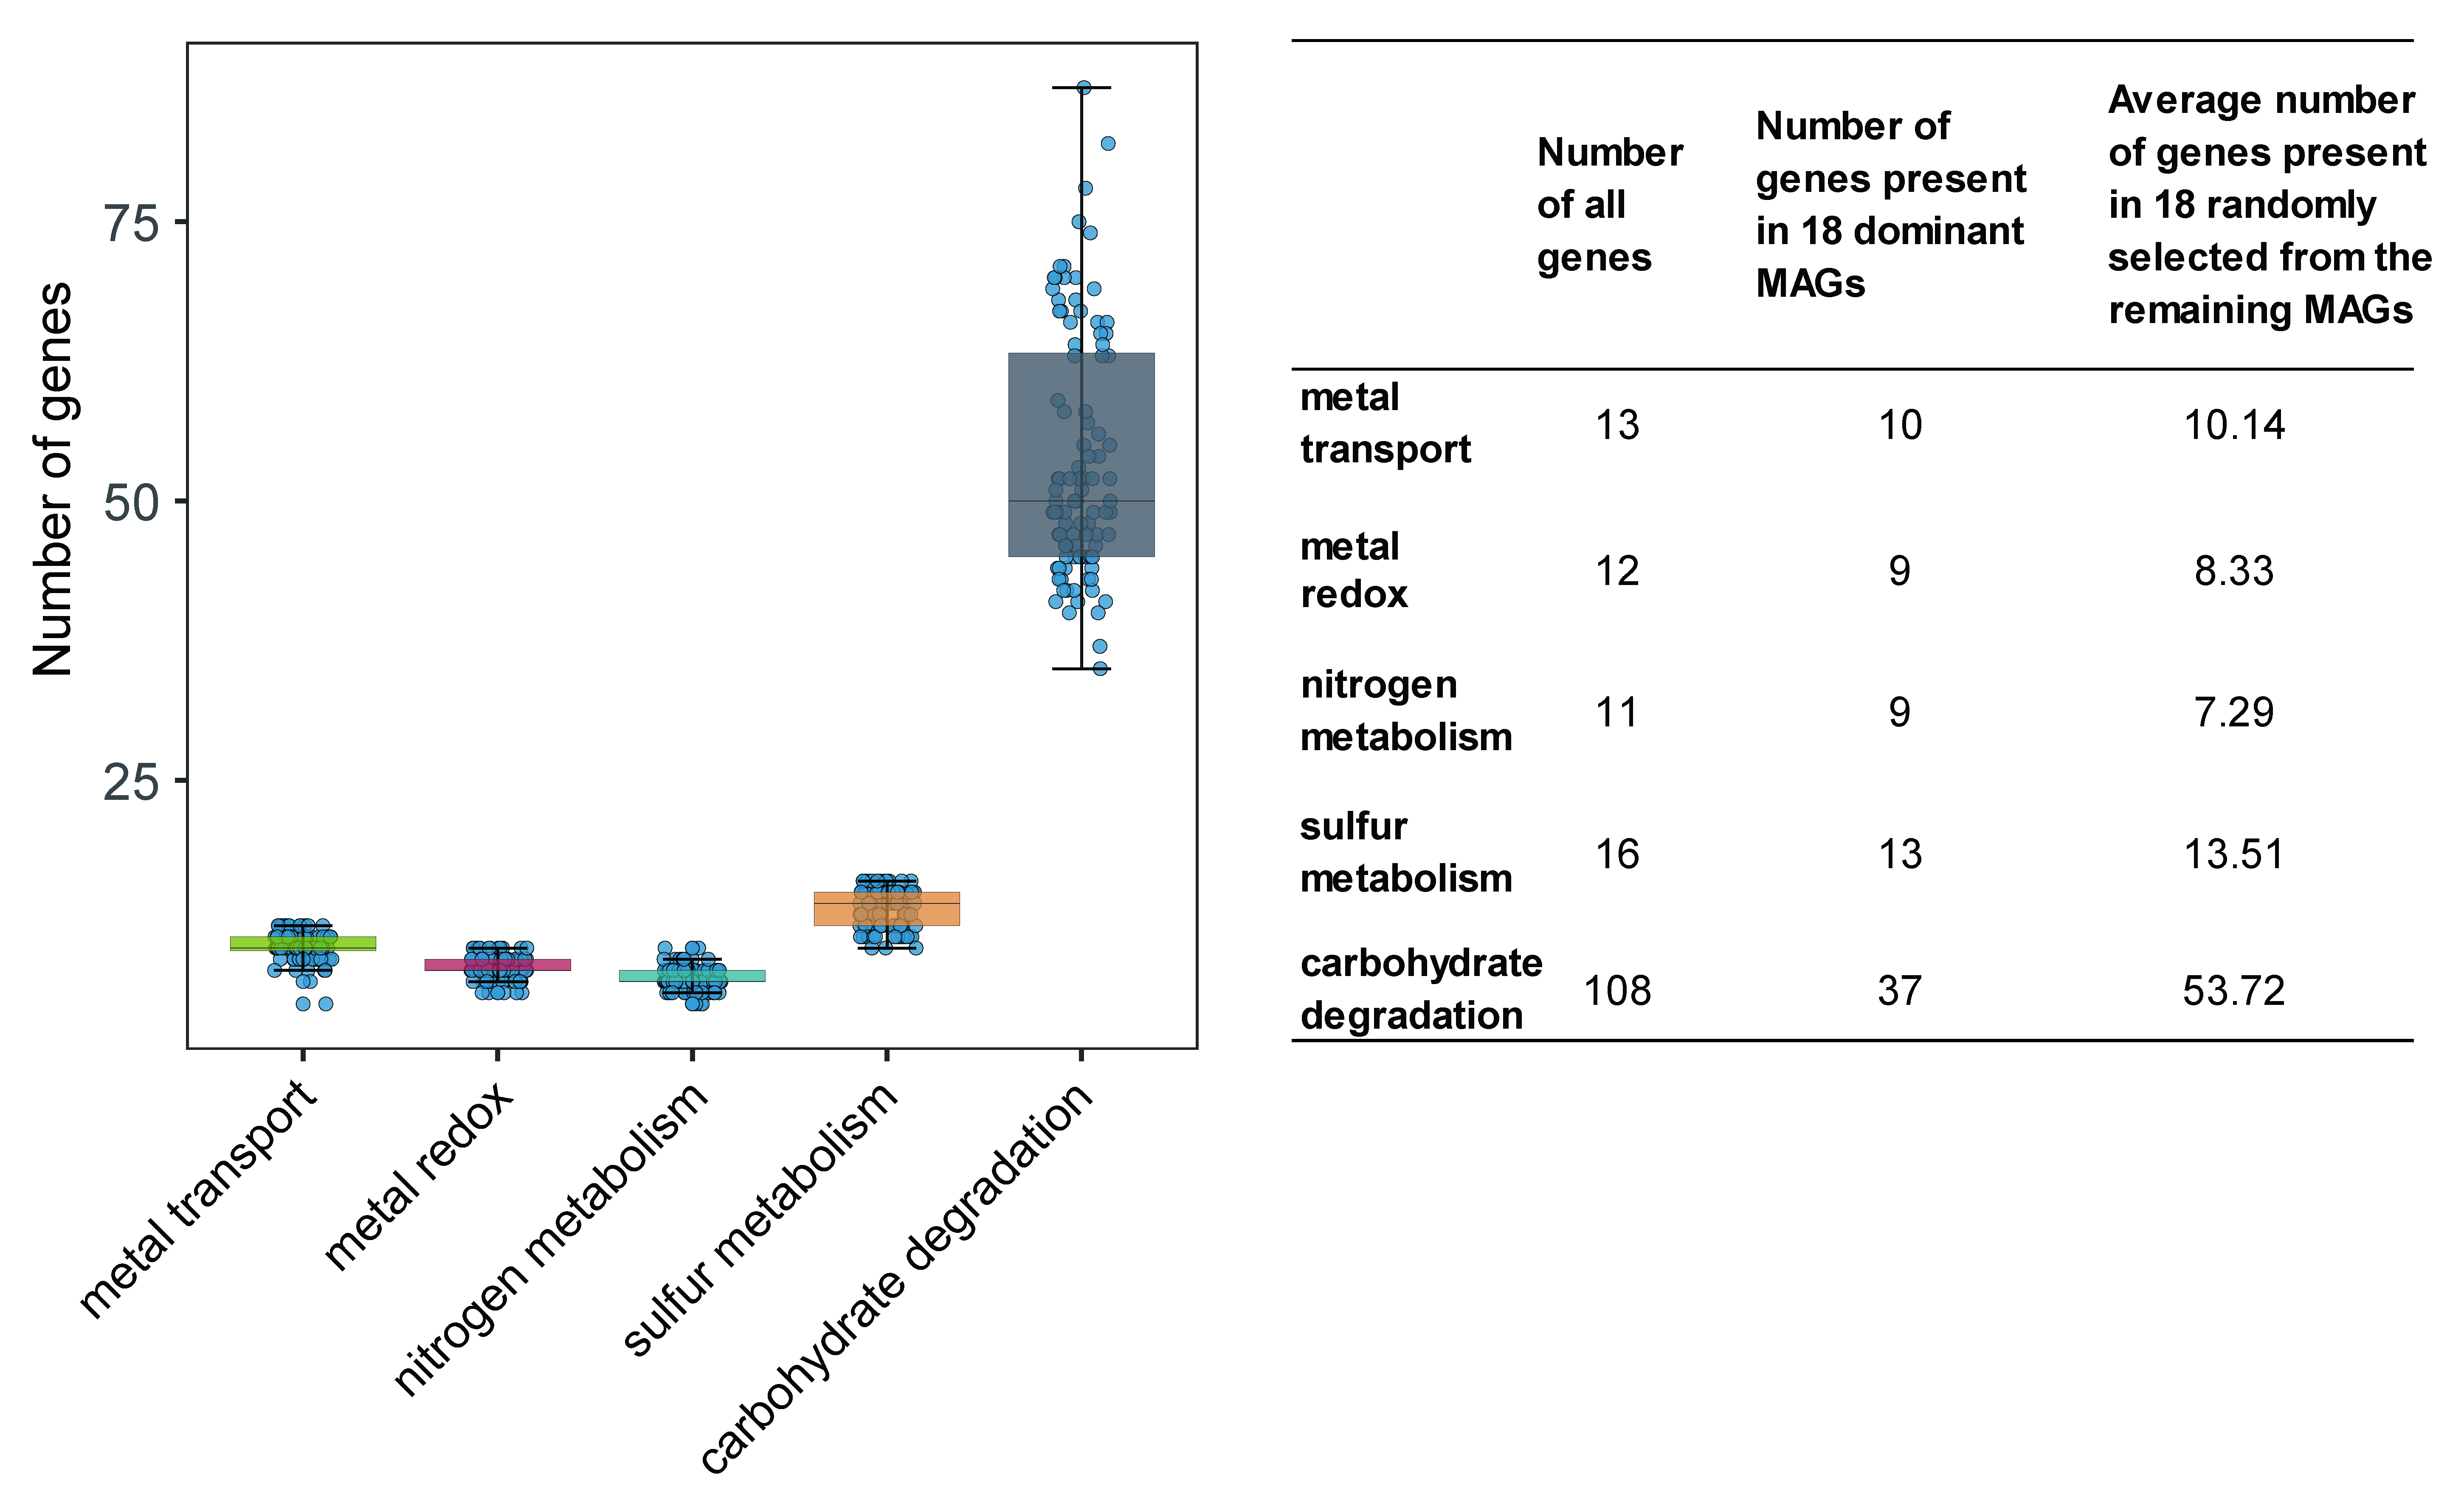 Number of genes
75
50
25
metal transport
metal redox
nitrogen metabolism
sulfur metabolism
carbohydrate degradation
Number
of all
genes
Number of
genes present
in 18 dominant
MAGs
Average number
of genes present
in 18 randomly
selected from the
remaining MAGs
metal
transport
13
10
10.14
metal
redox
12
9
8.33
nitrogen
metabolism
11
9
7.29
sulfur
metabolism
16
13
13.51
carbohydrate
degradation
108
37
53.72